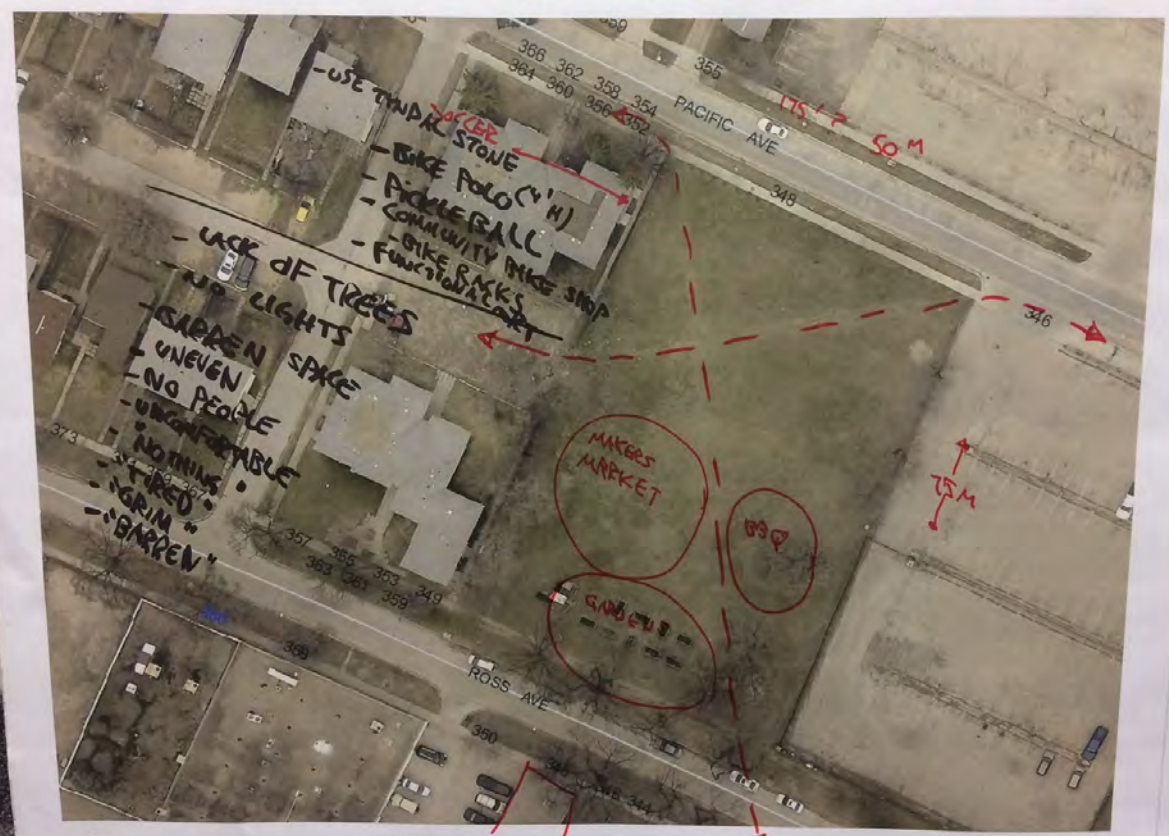 355
366 362 358 354
364 360 356 352
PACIFIC AVE
175' ?
50 M
348
346
- USE TYNDAL STONE
SOCCER
- BIKE POLO (4' H)
- PICKLEBALL
- COMMUNITY BIKE SHOP
- BIKE RACKS
- FUNCTIONAL ART
- LACK OF TREES
- NO LIGHTS
- BARREN SPACE
- UNEVEN
- NO PEOPLE
- UNCOMFORTABLE
- "NOTHING"
- "TIRED"
- "GRIM"
- "BARREN"
MAKERS
MARKET
BBQ
75 M
GARDENS
373
357 355 353 349
363 361 359
ROSS AVE
360
344